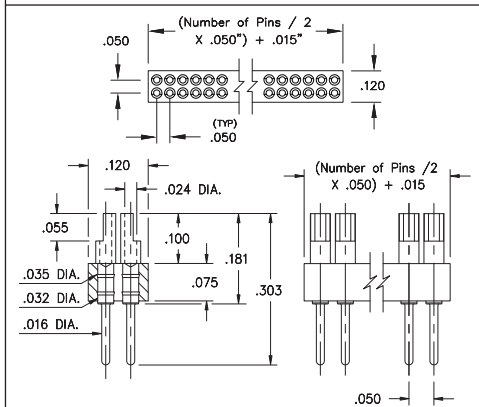 (Number of Pins / 2
X .050") + .015"
.050
.120
(TYP)
.050
.120
.024 DIA.
(Number of Pins /2
X .050) + .015
.055
.100
.181
.035 DIA.
.075
.303
.032 DIA.
.016 DIA.
.050